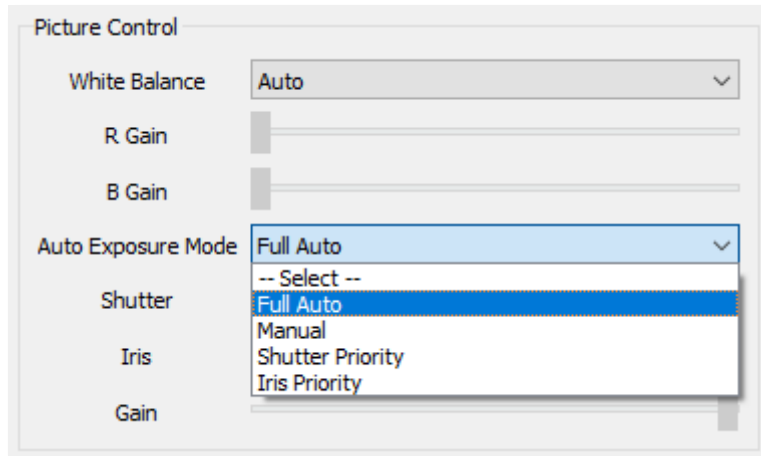 Picture Control
White Balance Auto
R Gain
B Gain
Auto Exposure Mode Full Auto
-- Select --
Shutter Full Auto
Manual
Iris Shutter Priority
Iris Priority
Gain